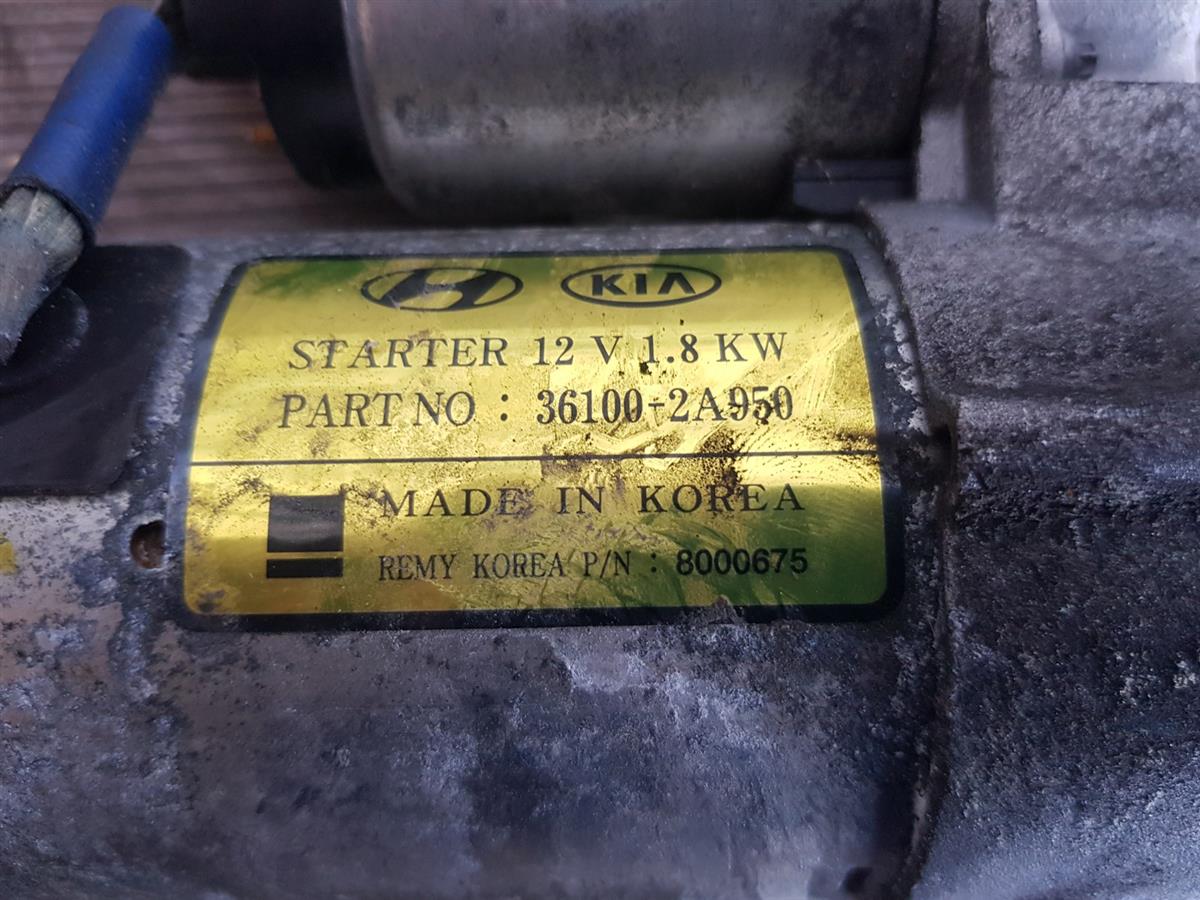 KIA
STARTER 12 V 1.8 KW
PART NO : 36100-2A950
MADE IN KOREA
REMY KOREA P/N : 8000675